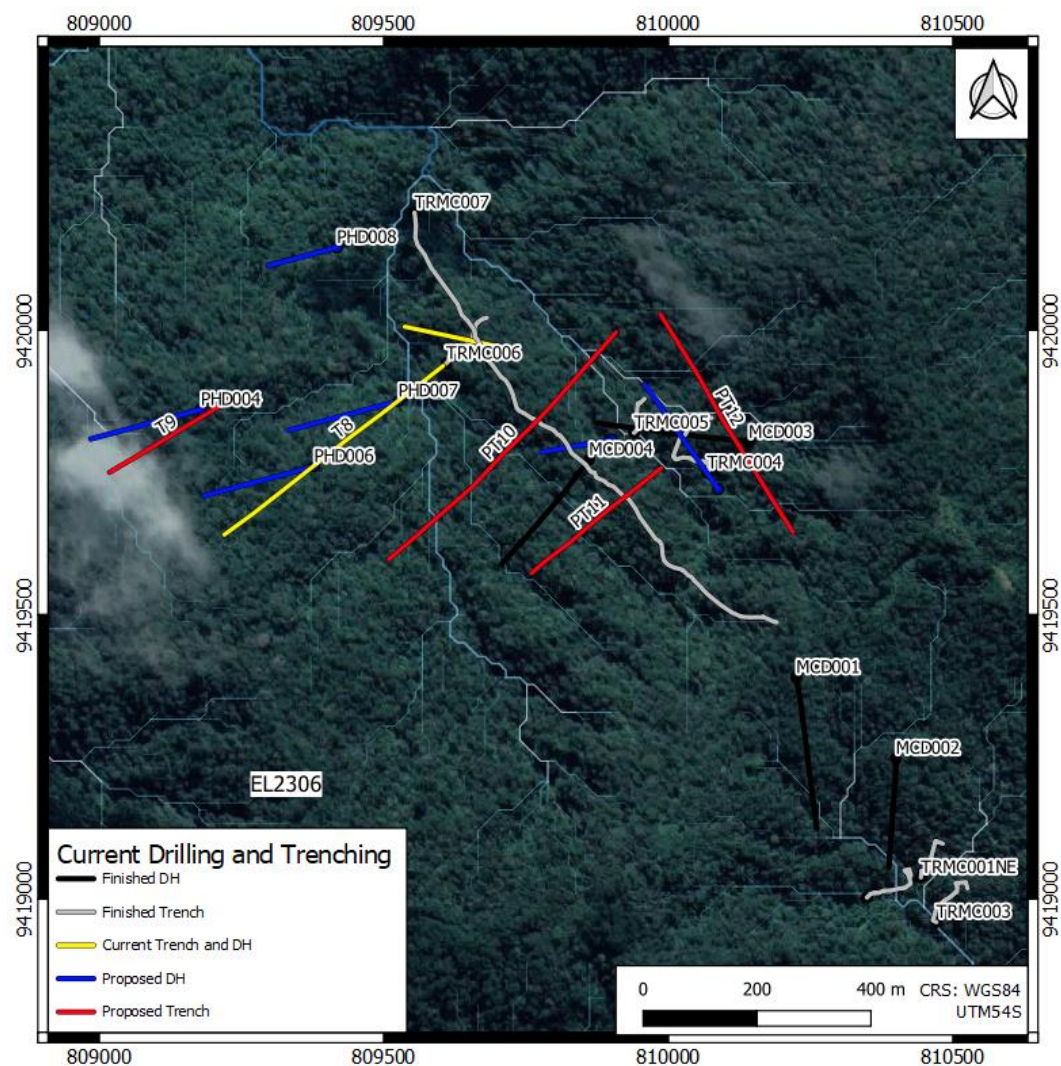 809000
809500
810000
810500
TRMC007
PHD008
9420000
9420000
TRMC006
PHD007
PHD004
T9
T8
PT10
PT12
TRMC005
MCD003
MCD004
TRMC004
PHD006
PT11
9419500
9419500
MCD001
MCD002
EL2306
TRMC001NE
TRMC003
9419000
9419000
Current Drilling and Trenching
Finished DH
Finished Trench
Current Trench and DH
Proposed DH
Proposed Trench
0 200 400 m
CRS: WGS84
UTM54S
809000
809500
810000
810500